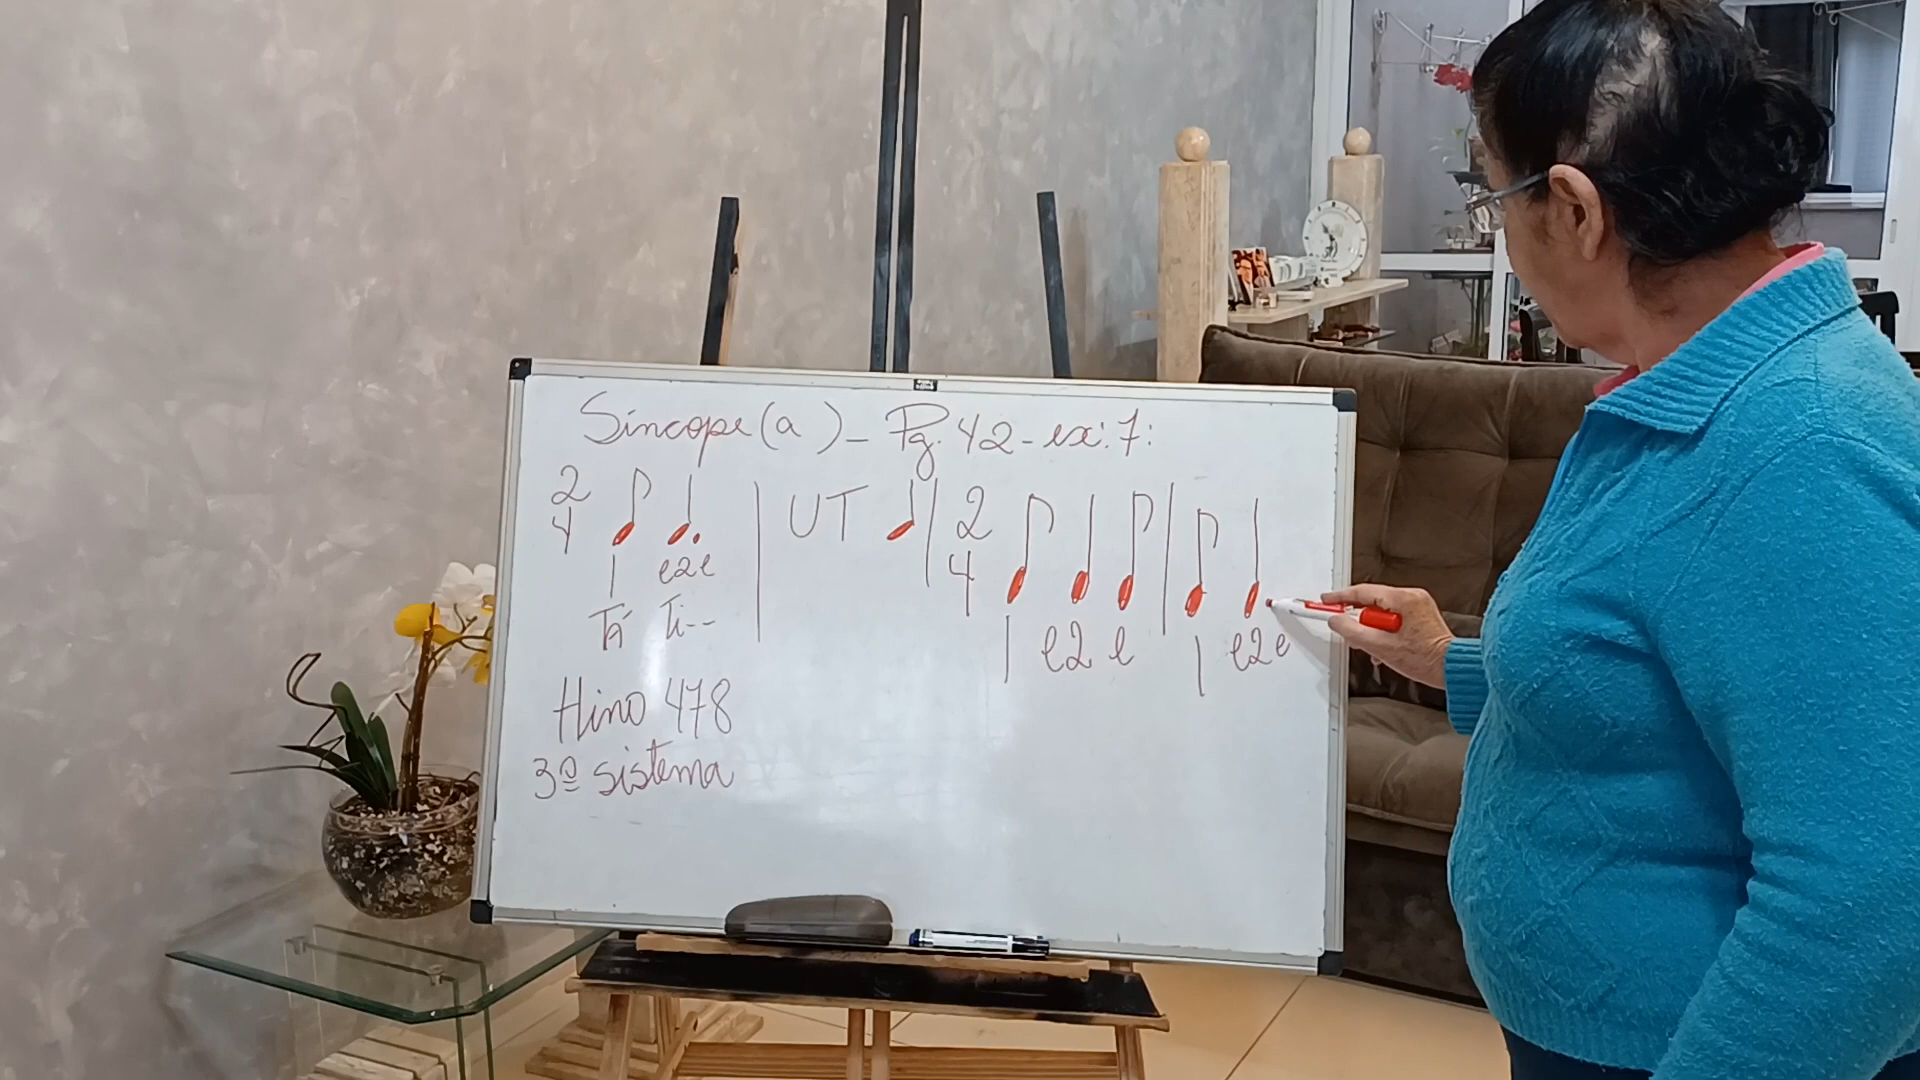 Síncope (a) - Pg. 42 - ex: 7:
2 4 | UT | 2 4 |
1 e2e 1 e2 e 1 e2e
Tá Ti--
Hino 478
3º sistema